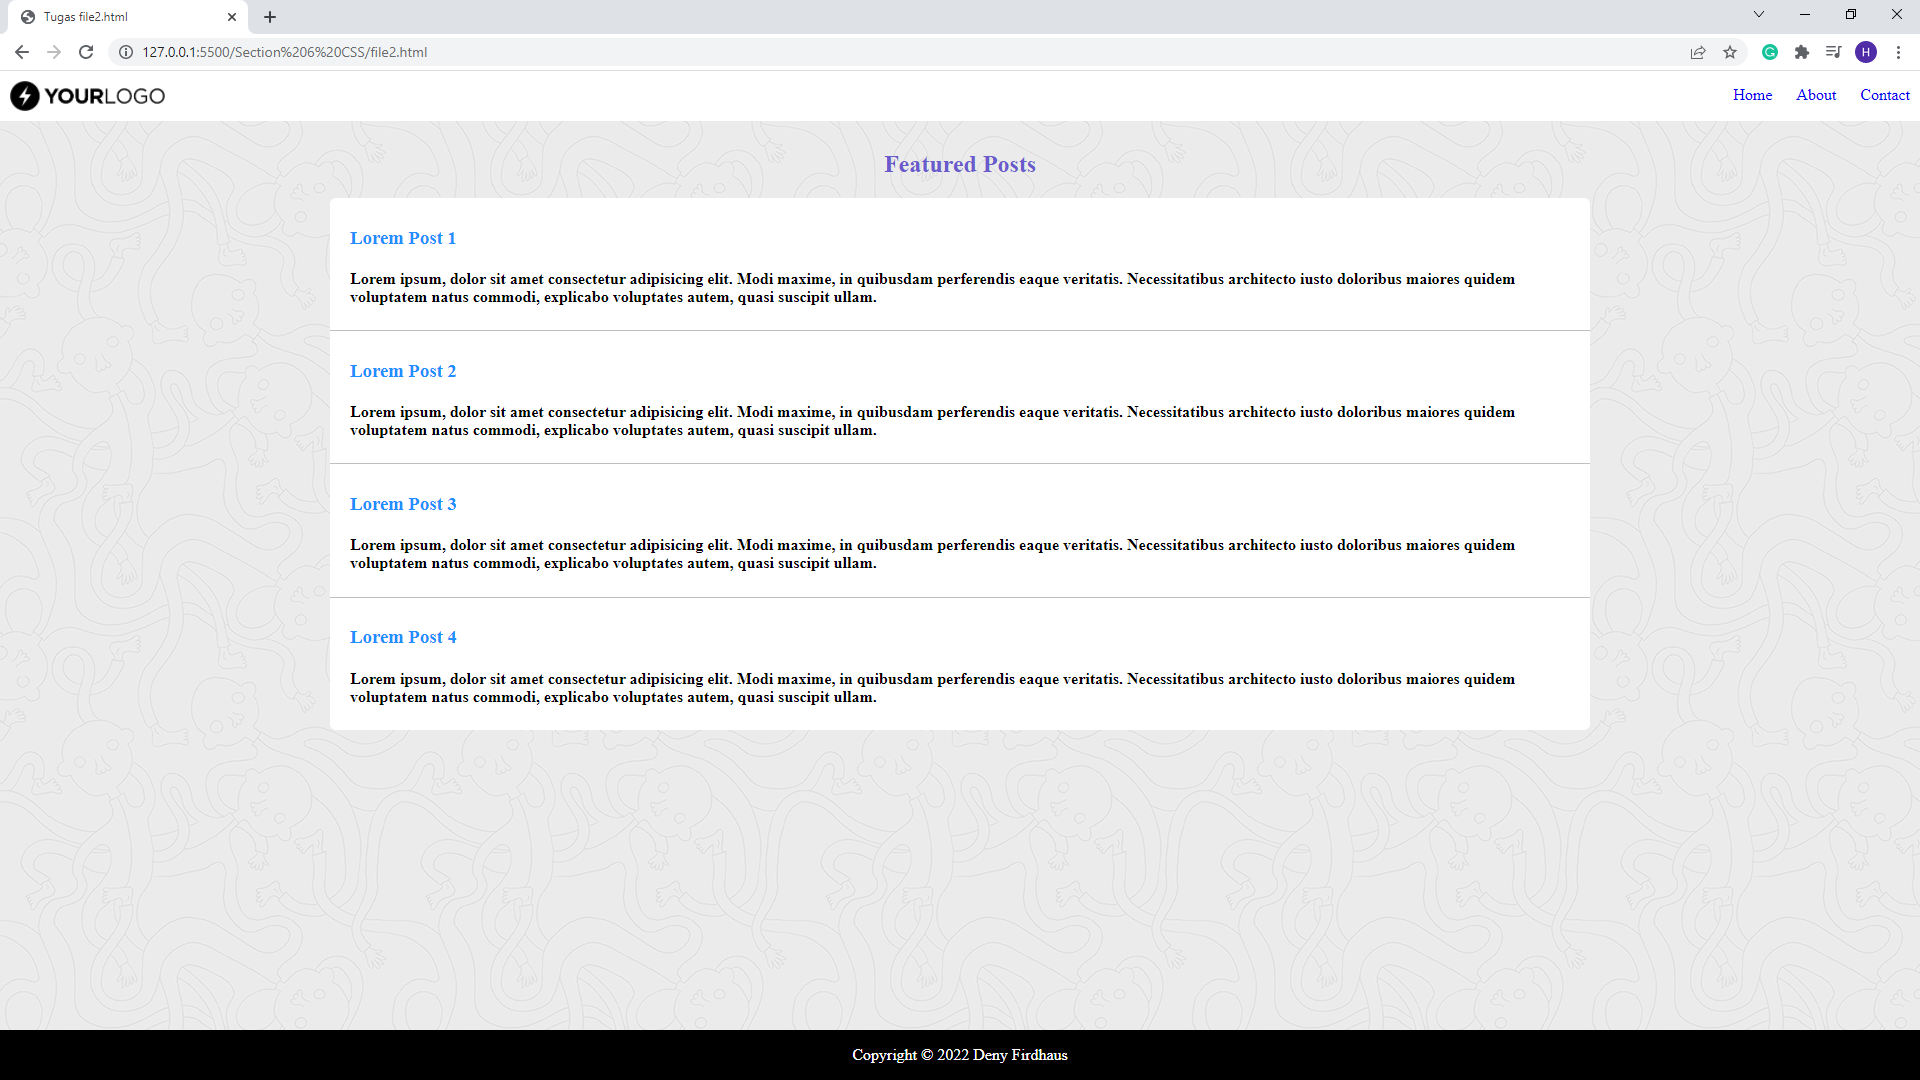 Tugas file2.html
127.0.0.1:5500/Section%206%20CSS/file2.html
H
YOURLOGO
Home About Contact
Featured Posts
Lorem Post 1
Lorem ipsum, dolor sit amet consectetur adipisicing elit. Modi maxime, in quibusdam perferendis eaque veritatis. Necessitatibus architecto iusto doloribus maiores quidem
voluptatem natus commodi, explicabo voluptates autem, quasi suscipit ullam.
Lorem Post 2
Lorem ipsum, dolor sit amet consectetur adipisicing elit. Modi maxime, in quibusdam perferendis eaque veritatis. Necessitatibus architecto iusto doloribus maiores quidem
voluptatem natus commodi, explicabo voluptates autem, quasi suscipit ullam.
Lorem Post 3
Lorem ipsum, dolor sit amet consectetur adipisicing elit. Modi maxime, in quibusdam perferendis eaque veritatis. Necessitatibus architecto iusto doloribus maiores quidem
voluptatem natus commodi, explicabo voluptates autem, quasi suscipit ullam.
Lorem Post 4
Lorem ipsum, dolor sit amet consectetur adipisicing elit. Modi maxime, in quibusdam perferendis eaque veritatis. Necessitatibus architecto iusto doloribus maiores quidem
voluptatem natus commodi, explicabo voluptates autem, quasi suscipit ullam.
Copyright © 2022 Deny Firdhaus